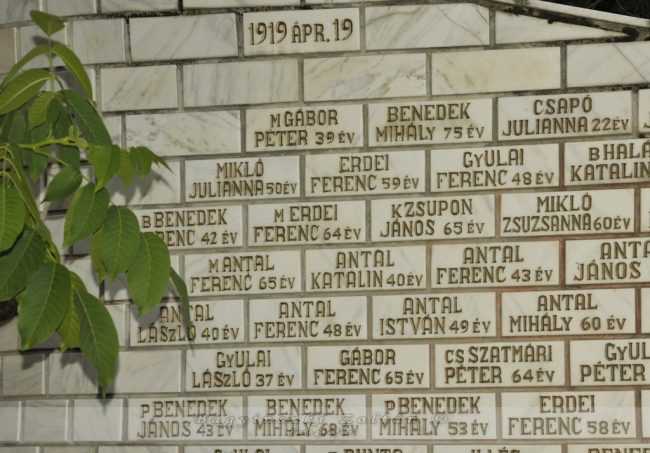 1919 ÁPR. 19
M GÁBOR BENEDEK CSAPÓ
PÉTER 39 ÉV MIHÁLY 75 ÉV JULIANNA 22 ÉV
MIKLÓ ERDEI GYULAI B HALÁ
JULIANNA 50 ÉV FERENC 59 ÉV FERENC 48 ÉV KATALIN
B BENEDEK M ERDEI K ZSUPON MIKLÓ
FERENC 42 ÉV FERENC 64 ÉV JÁNOS 65 ÉV ZSUZSANNA 60 ÉV
M ANTAL ANTAL ANTAL ANTAL
FERENC 65 ÉV KATALIN 40 ÉV FERENC 43 ÉV JÁNOS
ANTAL ANTAL ANTAL ANTAL
LÁSZLÓ 40 ÉV FERENC 48 ÉV ISTVÁN 49 ÉV MIHÁLY 60 ÉV
GYULAI GÁBOR CS SZATMÁRI GYUL
LÁSZLÓ 37 ÉV FERENC 65 ÉV PÉTER 64 ÉV PÉTER
P BENEDEK BENEDEK P BENEDEK ERDEI
JÁNOS 43 ÉV MIHÁLY 68 ÉV MIHÁLY 53 ÉV FERENC 58 ÉV